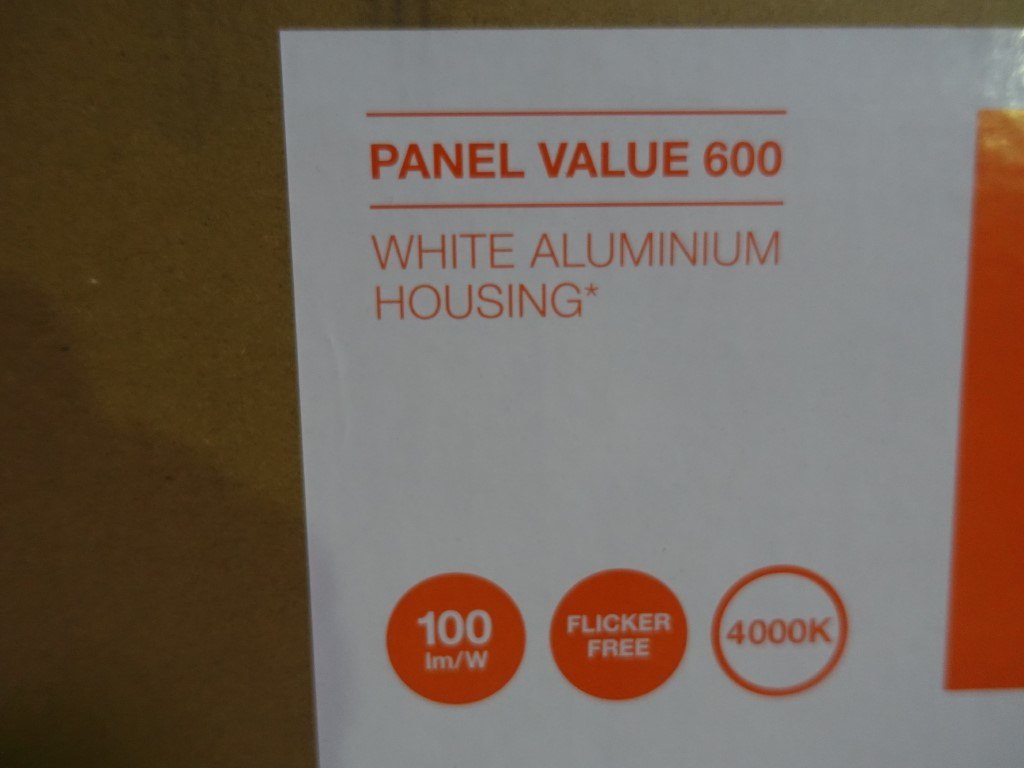 PANEL VALUE 600
WHITE ALUMINIUM
HOUSING*
100
lm/W
FLICKER
FREE
4000K